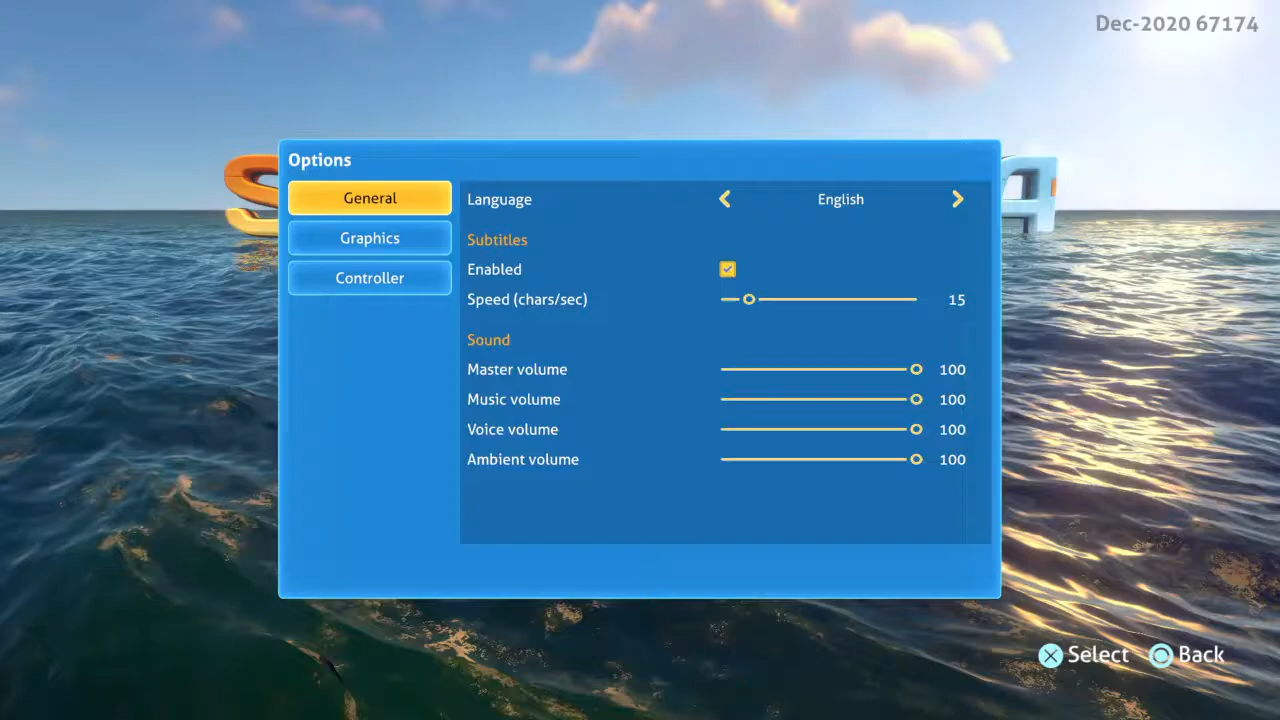 Dec-2020 67174
Options
General
Graphics
Controller
Language English
Subtitles
Enabled
Speed (chars/sec) 15
Sound
Master volume 100
Music volume 100
Voice volume 100
Ambient volume 100
Select Back